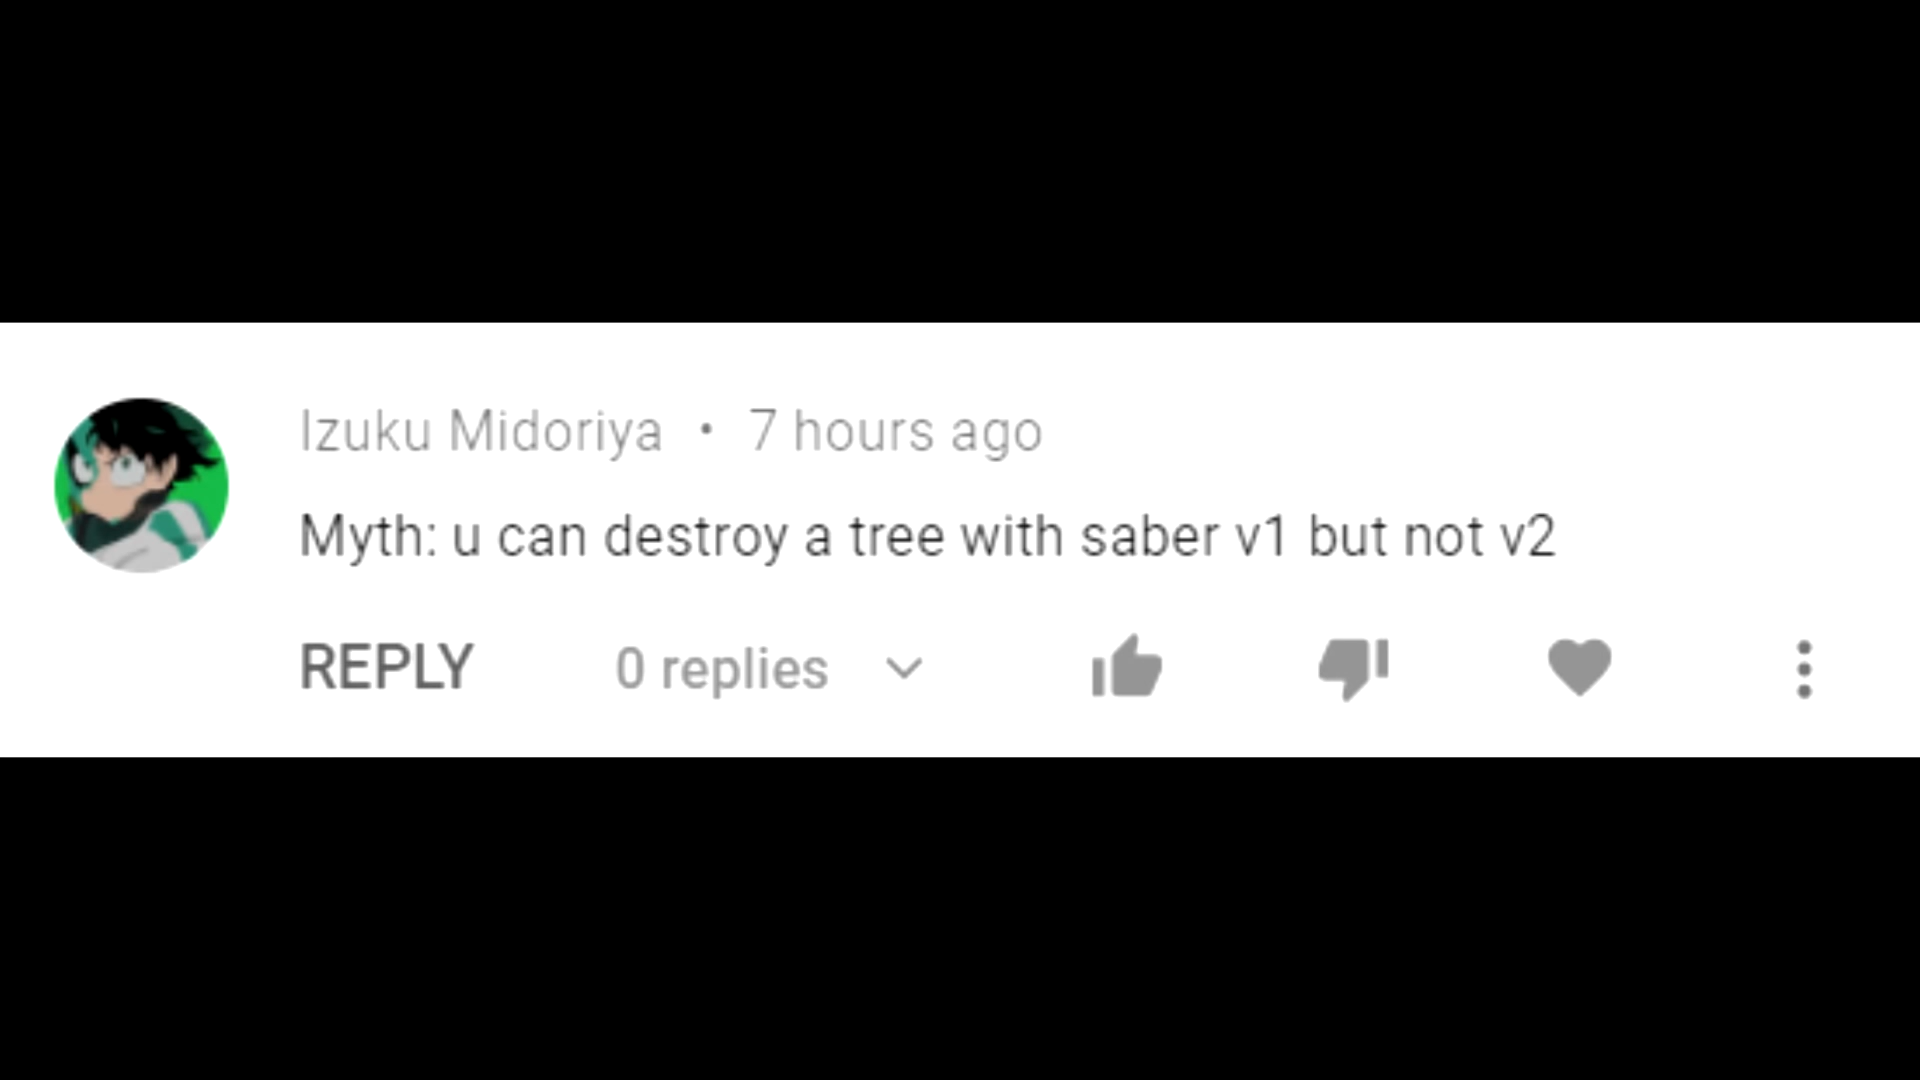 Izuku Midoriya • 7 hours ago
Myth: u can destroy a tree with saber v1 but not v2
REPLY 0 replies